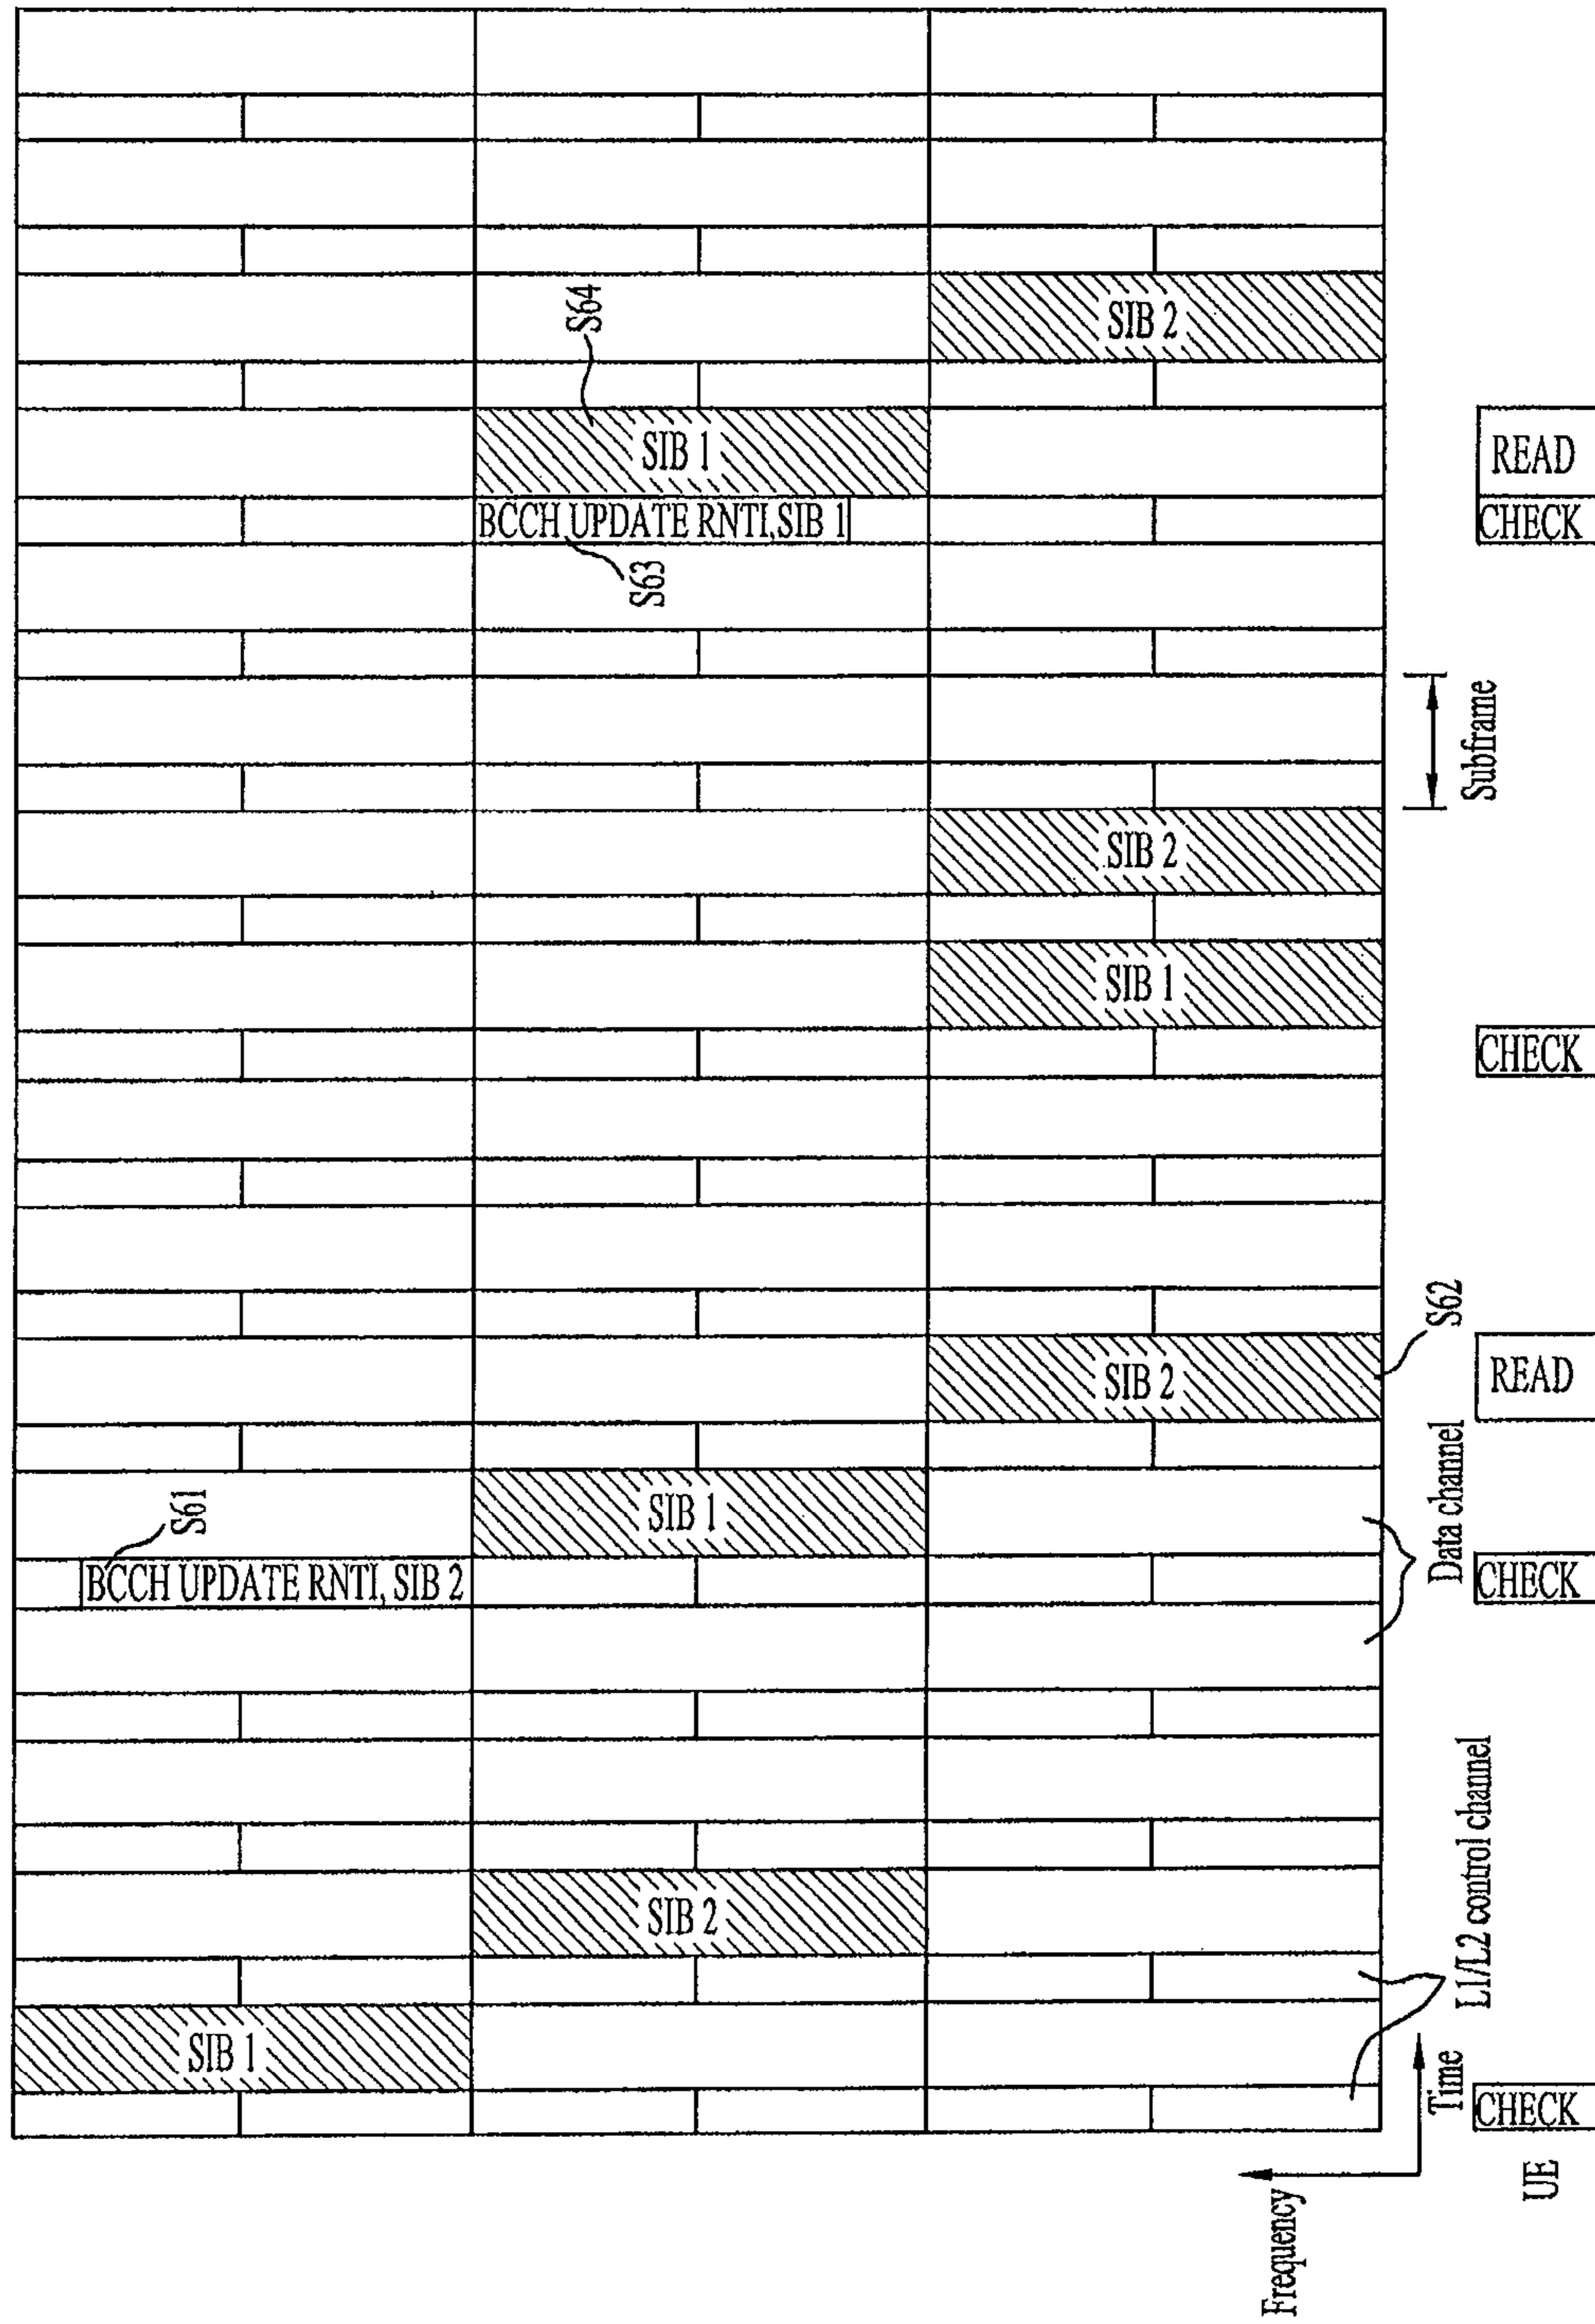 S61
SIB 1
BCCH UPDATE RNTI, SIB 2
S64
S63
BCCH UPDATE RNTI,SIB 1
SIB 2
SIB 1
SIB 1
SIB 2
SIB 1
SIB 2
SIB 2
Frequency
S62
Time
L1/L2 control channel
Data channel
Subframe
UE
CHECK
CHECK
READ
CHECK
CHECK
READ